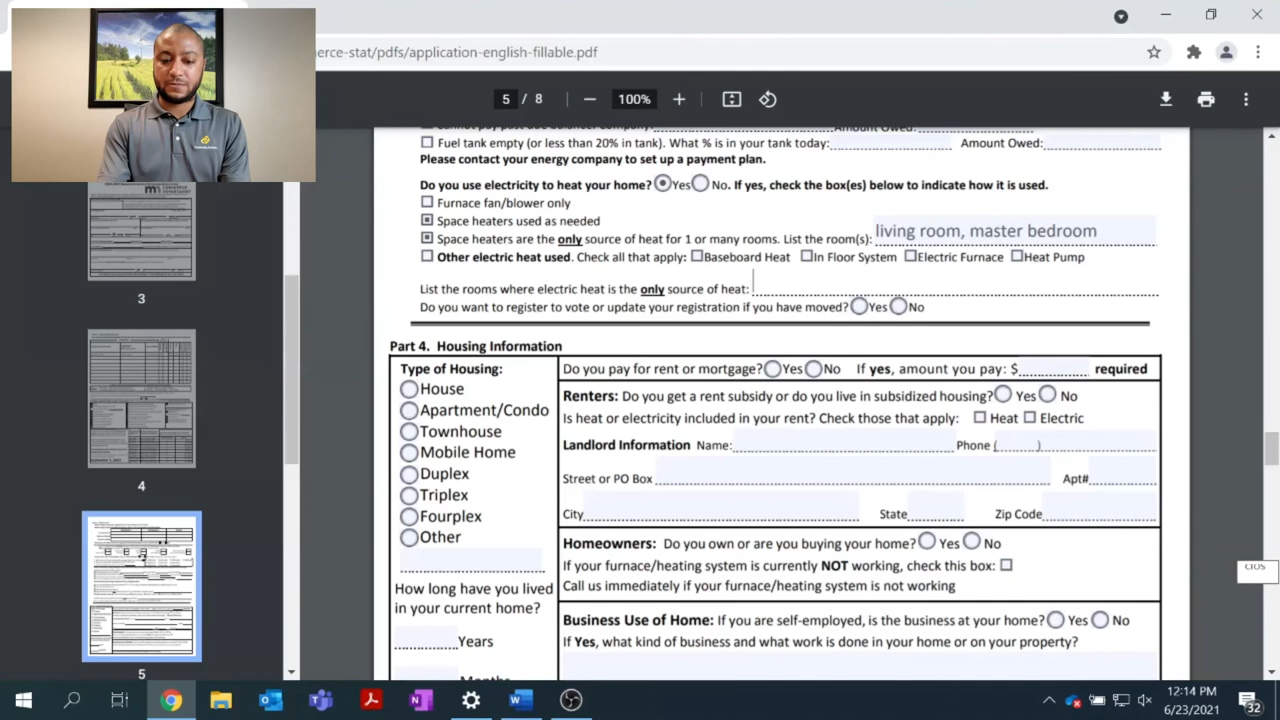 erce-stat/pdfs/application-english-fillable.pdf
5 / 8 100%
Cannot pay past due balance: company: Amount Owed:
Fuel tank empty (or less than 20% in tank). What % is in your tank today: Amount Owed:
Please contact your energy company to set up a payment plan.
Do you use electricity to heat your home? Yes No. If yes, check the box(es) below to indicate how it is used.
Furnace fan/blower only
Space heaters used as needed
Space heaters are the only source of heat for 1 or many rooms. List the room(s): living room, master bedroom
Other electric heat used. Check all that apply: Baseboard Heat In Floor System Electric Furnace Heat Pump
List the rooms where electric heat is the only source of heat:
Do you want to register to vote or update your registration if you have moved? Yes No
Part 4. Housing Information
Type of Housing:
House
Apartment/Condo
Townhouse
Mobile Home
Duplex
Triplex
Fourplex
Other
How long have you lived
in your current home?
Years
Months
Do you pay for rent or mortgage? Yes No If yes, amount you pay: $ required
Renters: Do you get a rent subsidy or do you live in subsidized housing? Yes No
Is heat or electricity included in your rent? Check those that apply: Heat Electric
Landlord Information Name: Phone ( )
Street or PO Box Apt#
City State Zip Code
Homeowners: Do you own or are you buying your home? Yes No
If your furnace/heating system is currently NOT working, check this box:
Call us immediately if your furnace/heating system is not working
Business Use of Home: If you are self-employed, is the business at your home? Yes No
If Yes, what kind of business and what work is done in your home or on your property?
3
4
5
12:14 PM
6/23/2021
32